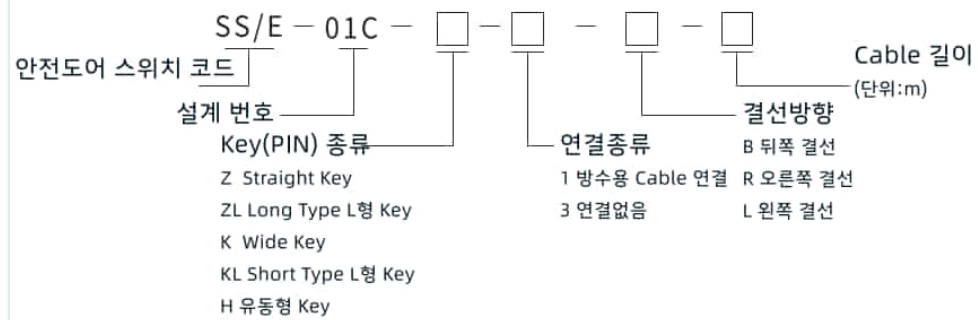 SS/E - 01C - □ - □ - □ - □
안전도어 스위치 코드
설계 번호
Key(PIN) 종류
Z Straight Key
ZL Long Type L형 Key
K Wide Key
KL Short Type L형 Key
H 유동형 Key
연결종류
1 방수용 Cable 연결
3 연결없음
결선방향
B 뒤쪽 결선
R 오른쪽 결선
L 왼쪽 결선
Cable 길이
(단위:m)